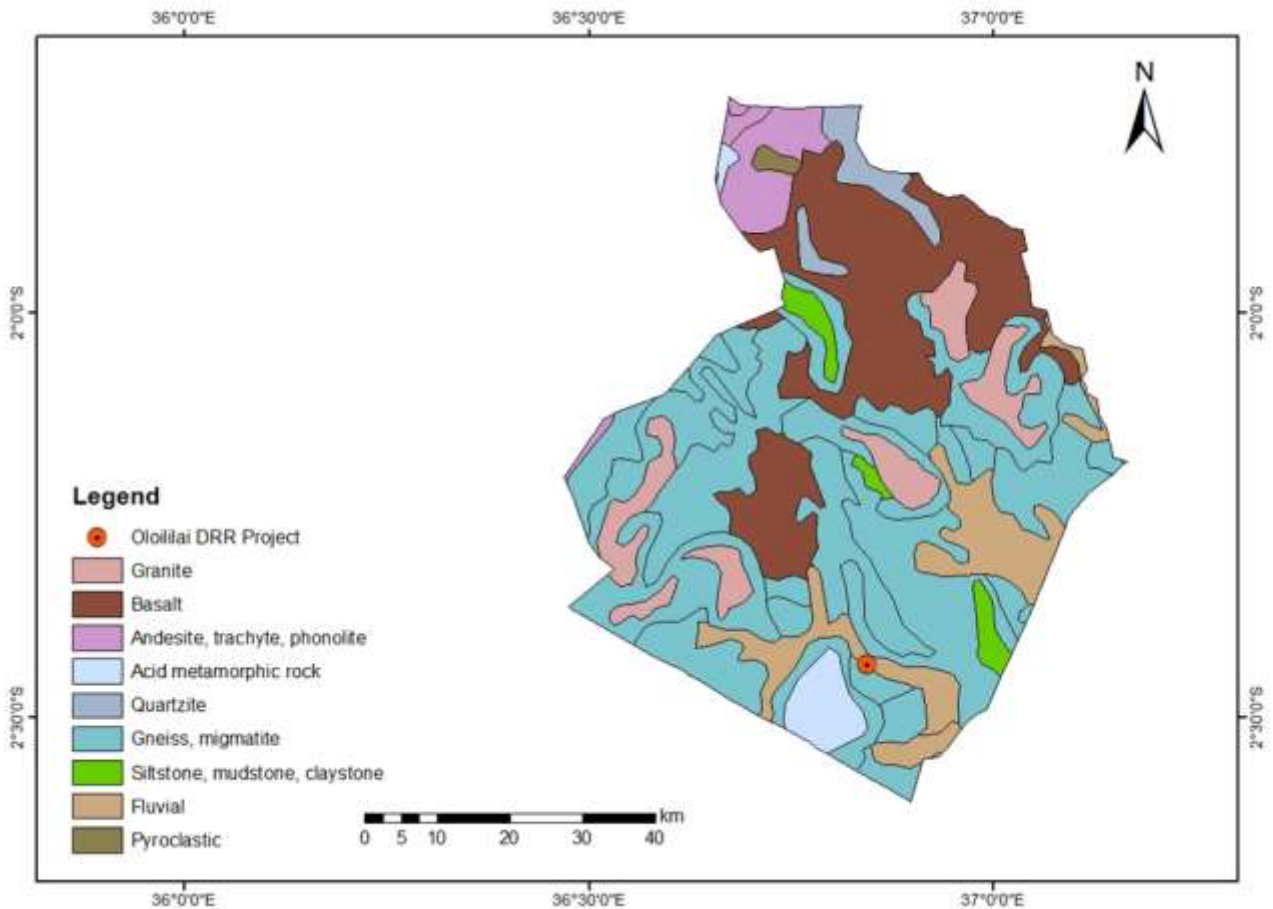 36°0'0"E 36°30'0"E 37°0'0"E
N
2°0'0"S 2°0'0"S
Legend
Ololilai DRR Project
Granite
Basalt
Andesite, trachyte, phonolite
Acid metamorphic rock
Quartzite
Gneiss, migmatite
Siltstone, mudstone, claystone
Fluvial
Pyroclastic
2°30'0"S 2°30'0"S
km
0 5 10 20 30 40
36°0'0"E 36°30'0"E 37°0'0"E